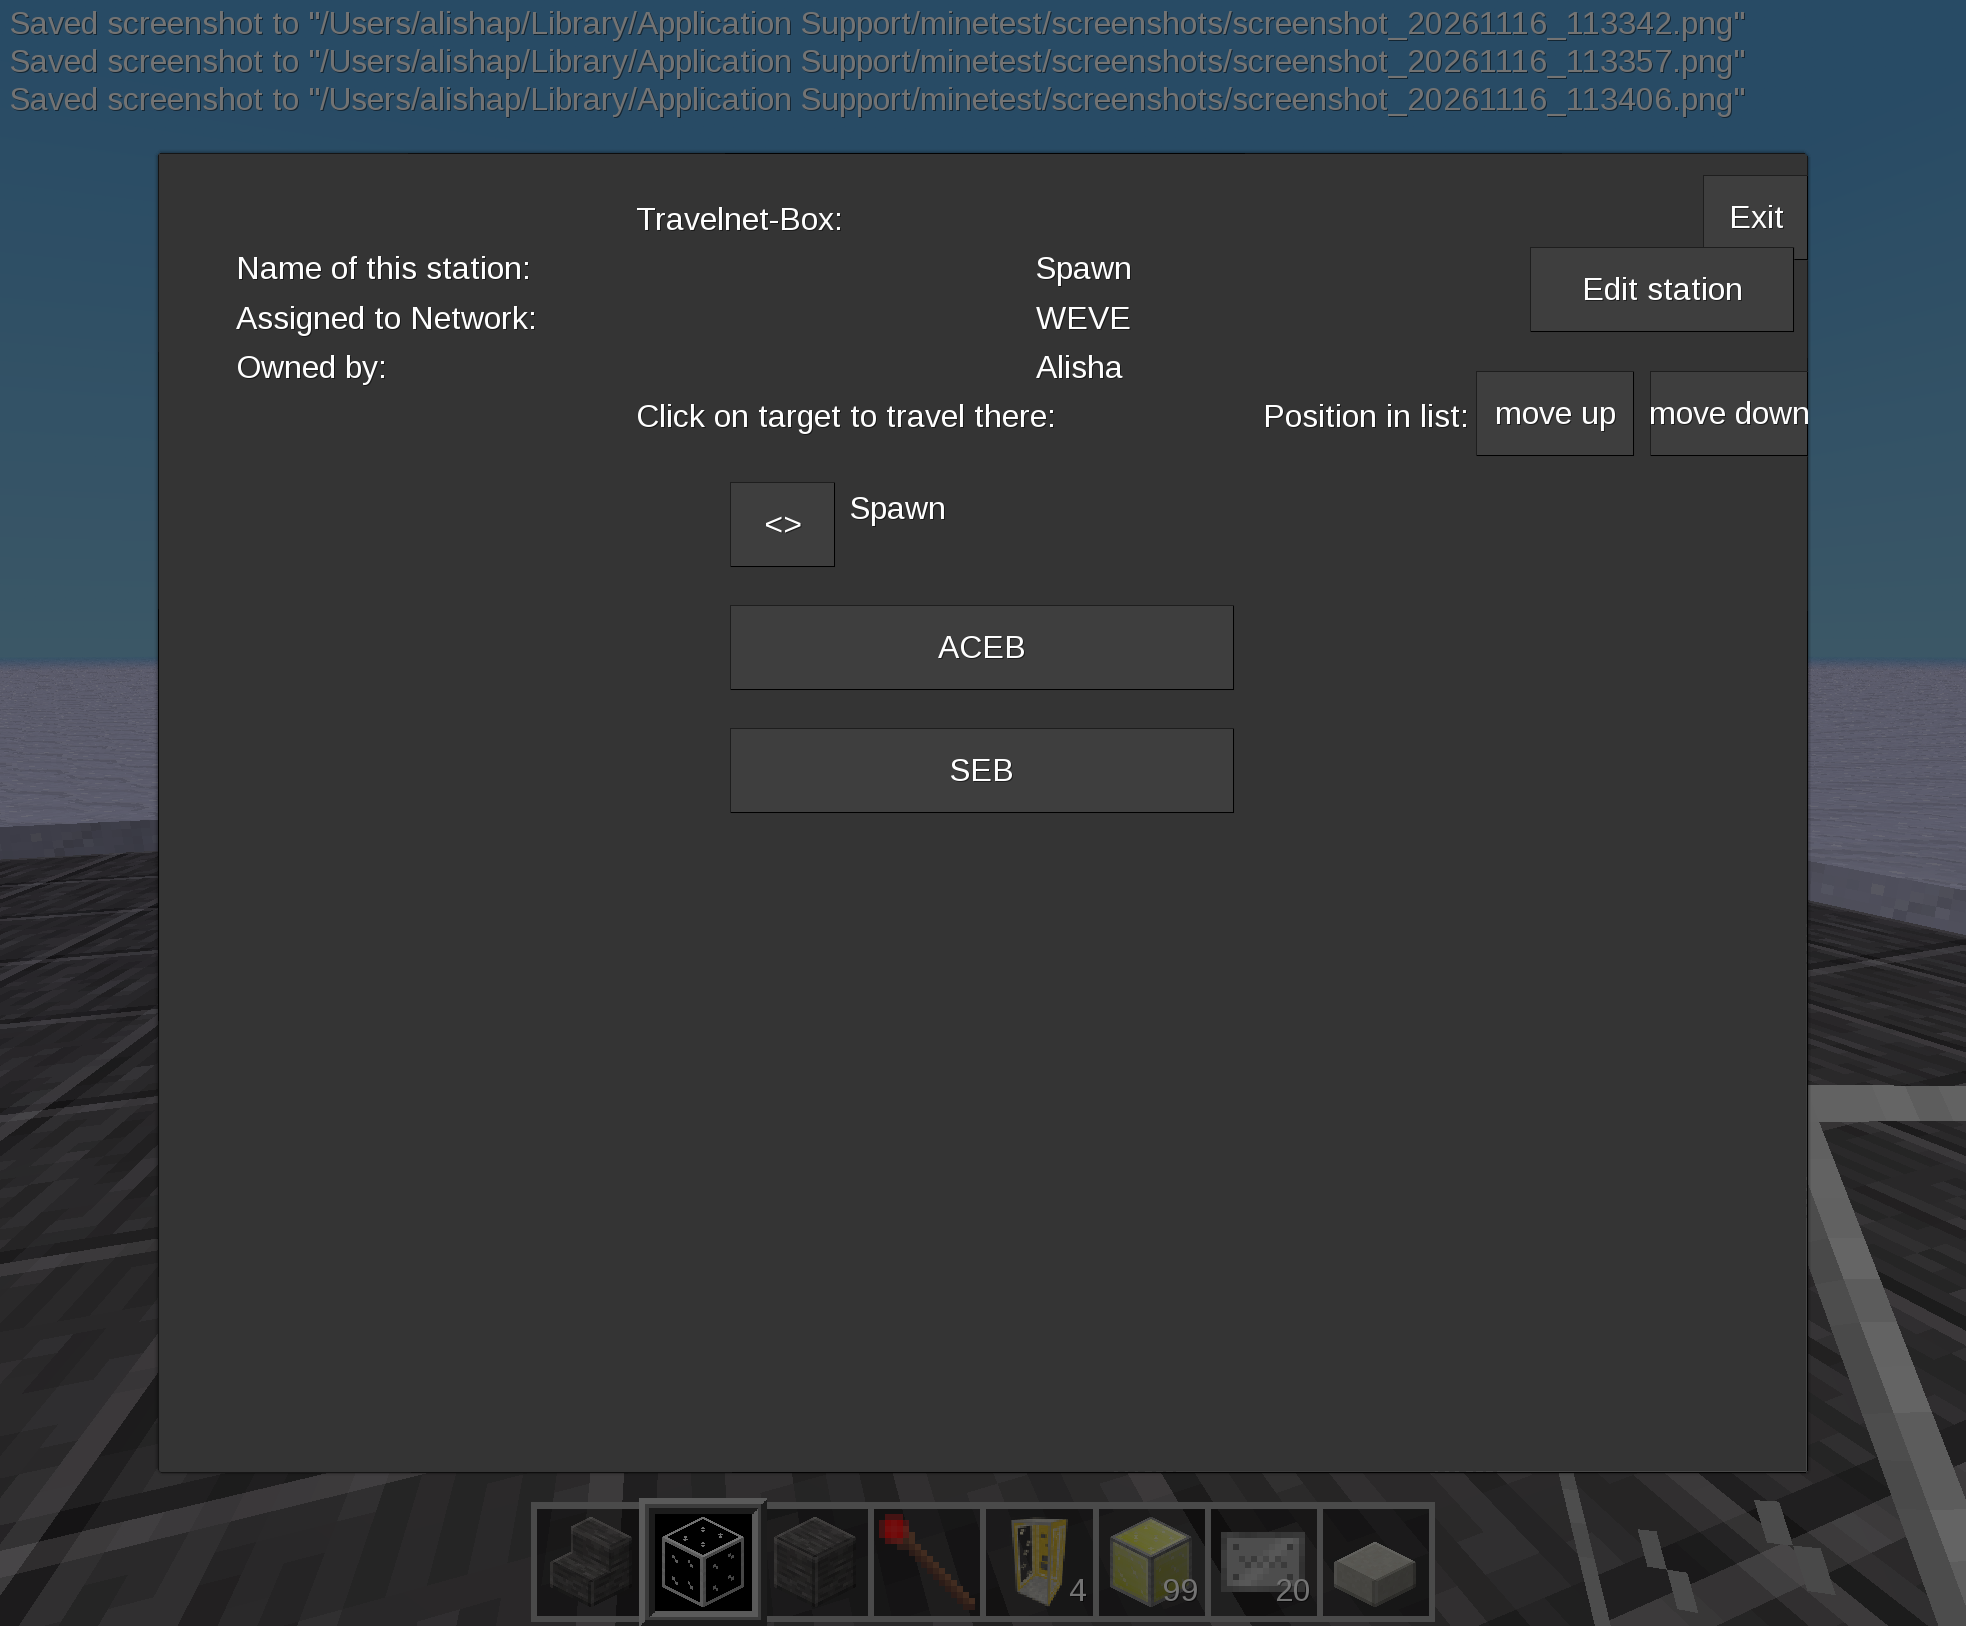 Saved screenshot to "/Users/alishap/Library/Application Support/minetest/screenshots/screenshot_20261116_113342.png"
Saved screenshot to "/Users/alishap/Library/Application Support/minetest/screenshots/screenshot_20261116_113357.png"
Saved screenshot to "/Users/alishap/Library/Application Support/minetest/screenshots/screenshot_20261116_113406.png"
Travelnet-Box:
Exit
Name of this station: Spawn
Edit station
Assigned to Network: WEVE
Owned by: Alisha
Click on target to travel there: Position in list: move up move down
<> Spawn
ACEB
SEB
4 99 20